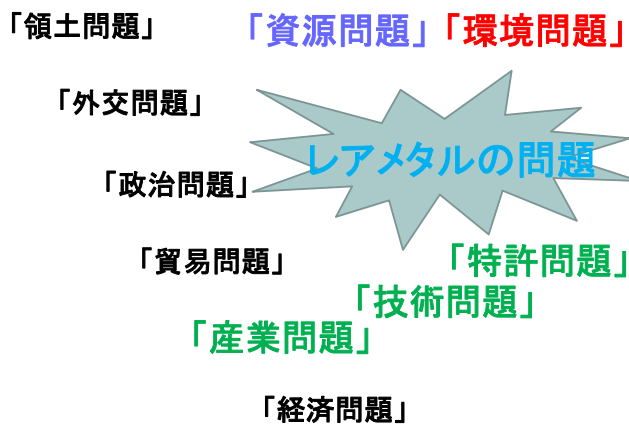 「領土問題」
「資源問題」「環境問題」
「外交問題」
レアメタルの問題
「政治問題」
「貿易問題」
「特許問題」
「技術問題」
「産業問題」
「経済問題」